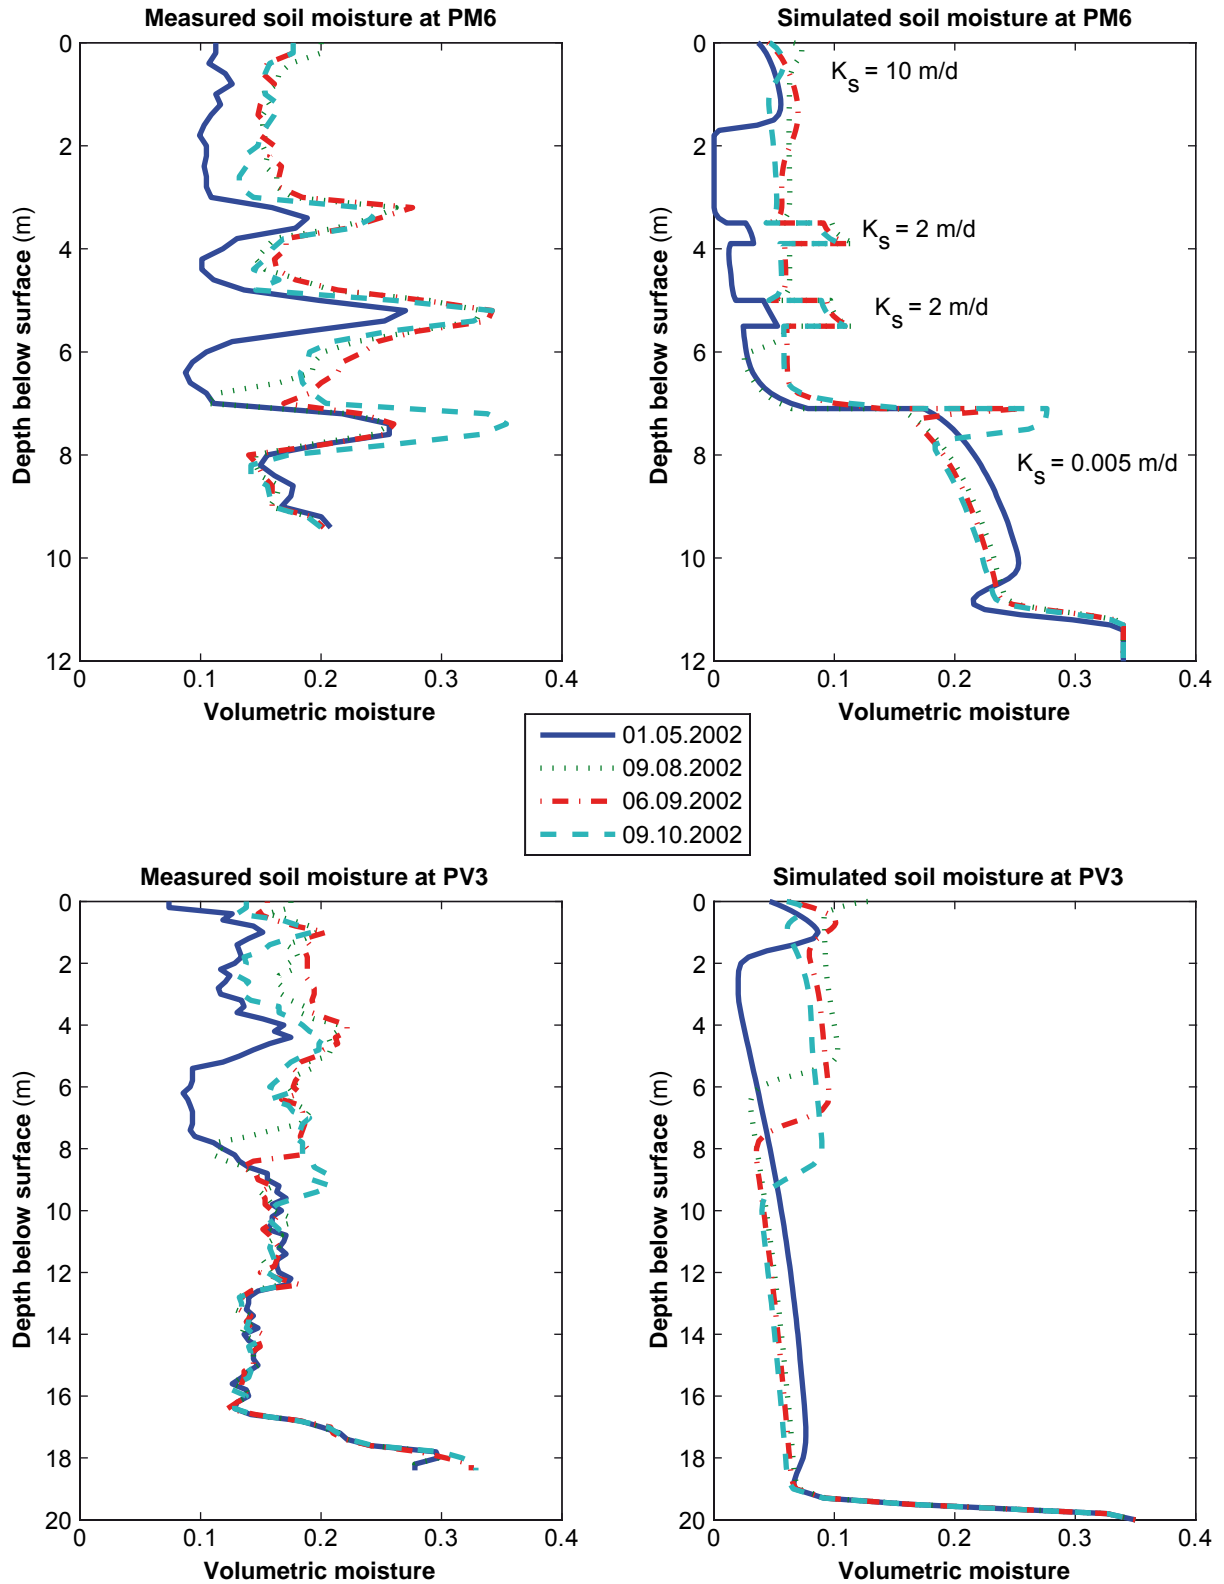 Measured soil moisture at PM6
0
2
4
6
8
10
12
Depth below surface (m)
0 0.1 0.2 0.3 0.4
Volumetric moisture
Simulated soil moisture at PM6
0
2
4
6
8
10
12
Depth below surface (m)
K_s = 10 m/d
K_s = 2 m/d
K_s = 2 m/d
K_s = 0.005 m/d
0 0.1 0.2 0.3 0.4
Volumetric moisture
01.05.2002
09.08.2002
06.09.2002
09.10.2002
Measured soil moisture at PV3
0
2
4
6
8
10
12
14
16
18
20
Depth below surface (m)
0 0.1 0.2 0.3 0.4
Volumetric moisture
Simulated soil moisture at PV3
0
2
4
6
8
10
12
14
16
18
20
Depth below surface (m)
0 0.1 0.2 0.3 0.4
Volumetric moisture